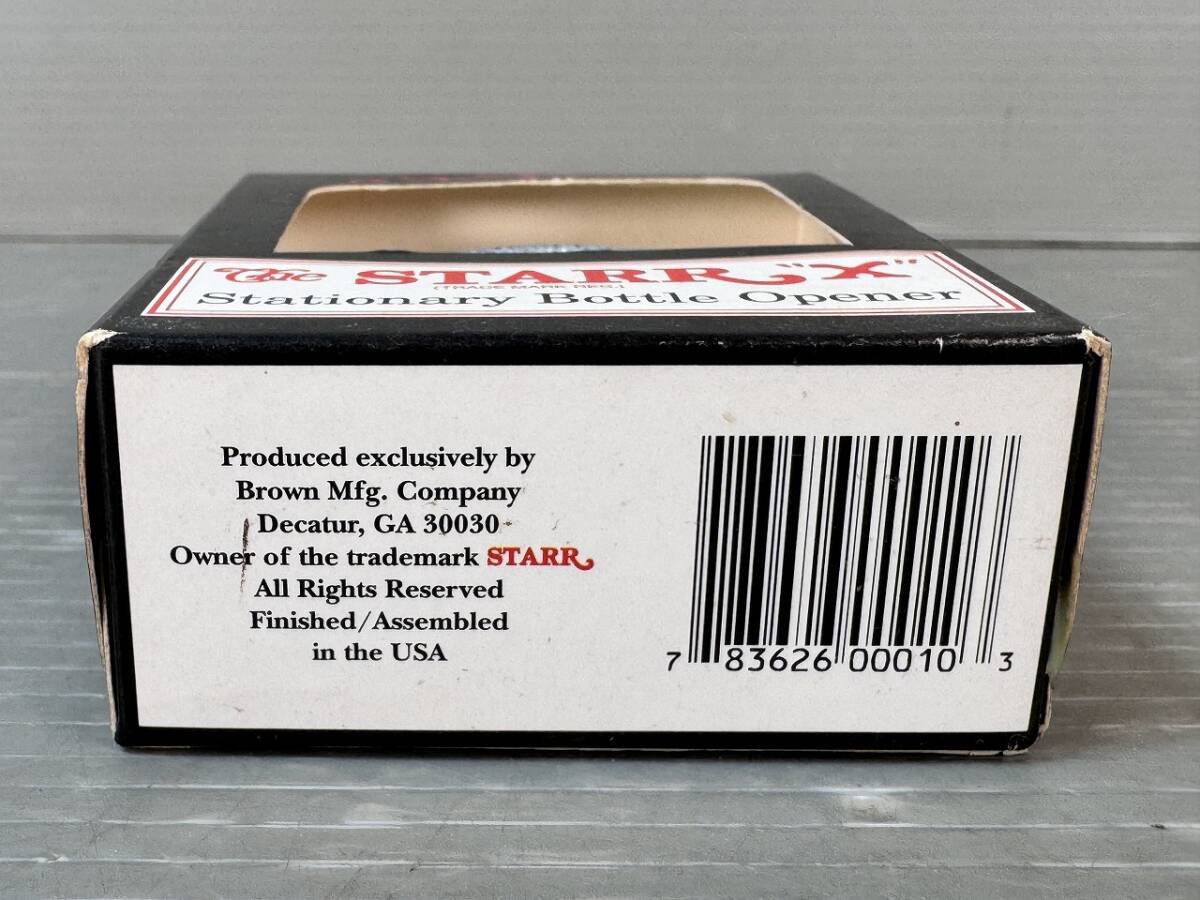 The STARR "X"
(TRADE MARK REG.)
Stationary Bottle Opener
Produced exclusively by
Brown Mfg. Company
Decatur, GA 30030
Owner of the trademark STARR
All Rights Reserved
Finished/Assembled
in the USA
7 83626 00010 3